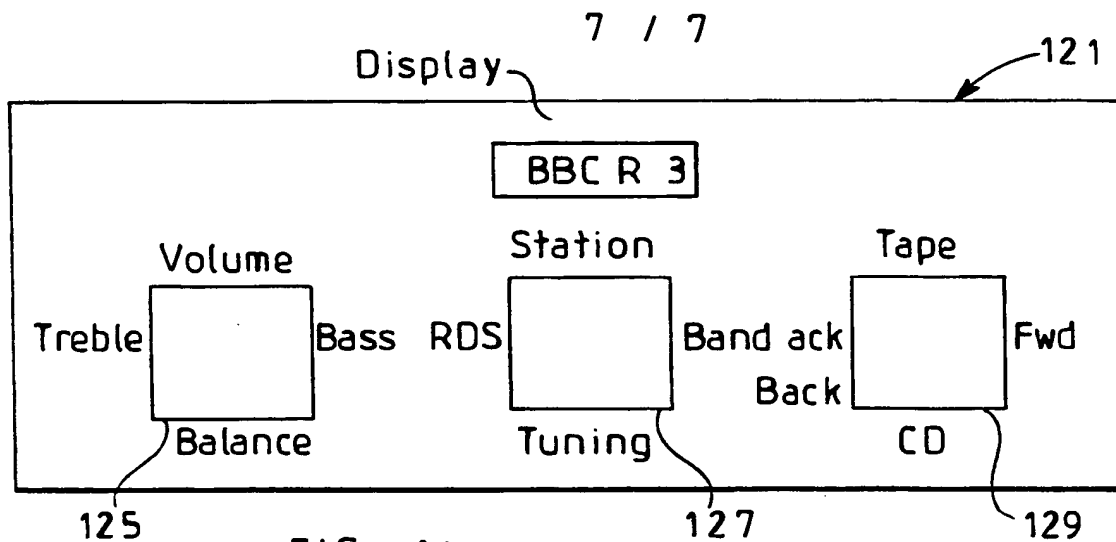 7 / 7
Display
121
BBC R 3
Volume
Station
Tape
Treble
Bass
RDS
Band ack
Fwd
Back
Balance
Tuning
CD
125
127
129